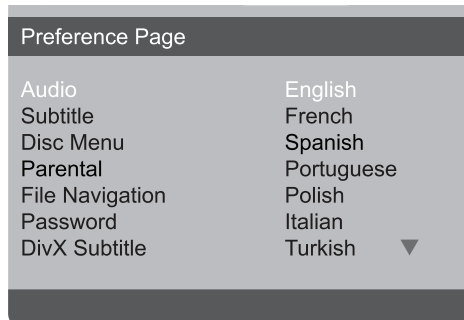 Preference Page
Audio English
Subtitle French
Disc Menu Spanish
Parental Portuguese
File Navigation Polish
Password Italian
DivX Subtitle Turkish